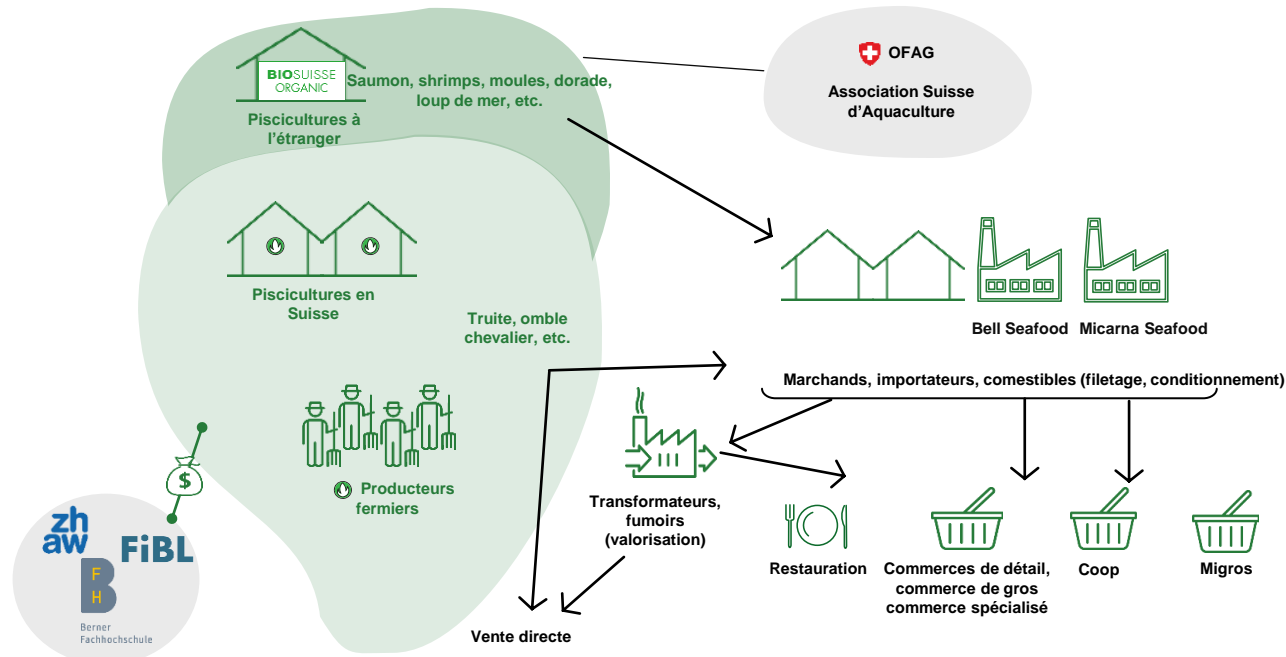 BIOSUISSE
ORGANIC
Saumon, shrimps, moules, dorade,
loup de mer, etc.
Piscicultures à
l'étranger
OFAG
Association Suisse
d'Aquaculture
Piscicultures en
Suisse
Truite, omble
chevalier, etc.
Bell Seafood
Micarna Seafood
Marchands, importateurs, comestibles (filetage, conditionnement)
Producteurs
fermiers
$
Transformateurs,
fumoirs
(valorisation)
Restauration
Commerces de détail,
commerce de gros
commerce spécialisé
Coop
Migros
Vente directe
zh
aw
FiBL
B
F
H
Berner
Fachhochschule